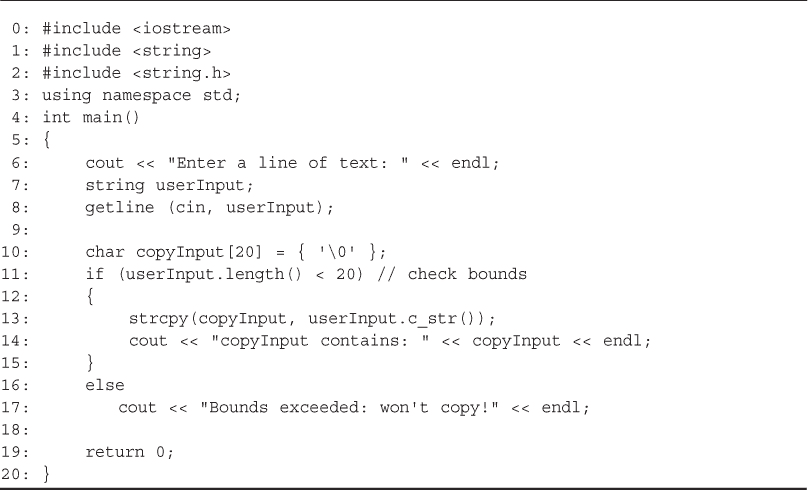 0: #include <iostream>
1: #include <string>
2: #include <string.h>
3: using namespace std;
4: int main()
5: {
6:     cout << "Enter a line of text: " << endl;
7:     string userInput;
8:     getline (cin, userInput);
9:
10:     char copyInput[20] = { '\0' };
11:     if (userInput.length() < 20) // check bounds
12:     {
13:         strcpy(copyInput, userInput.c_str());
14:         cout << "copyInput contains: " << copyInput << endl;
15:     }
16:     else
17:        cout << "Bounds exceeded: won't copy!" << endl;
18:
19:     return 0;
20: }